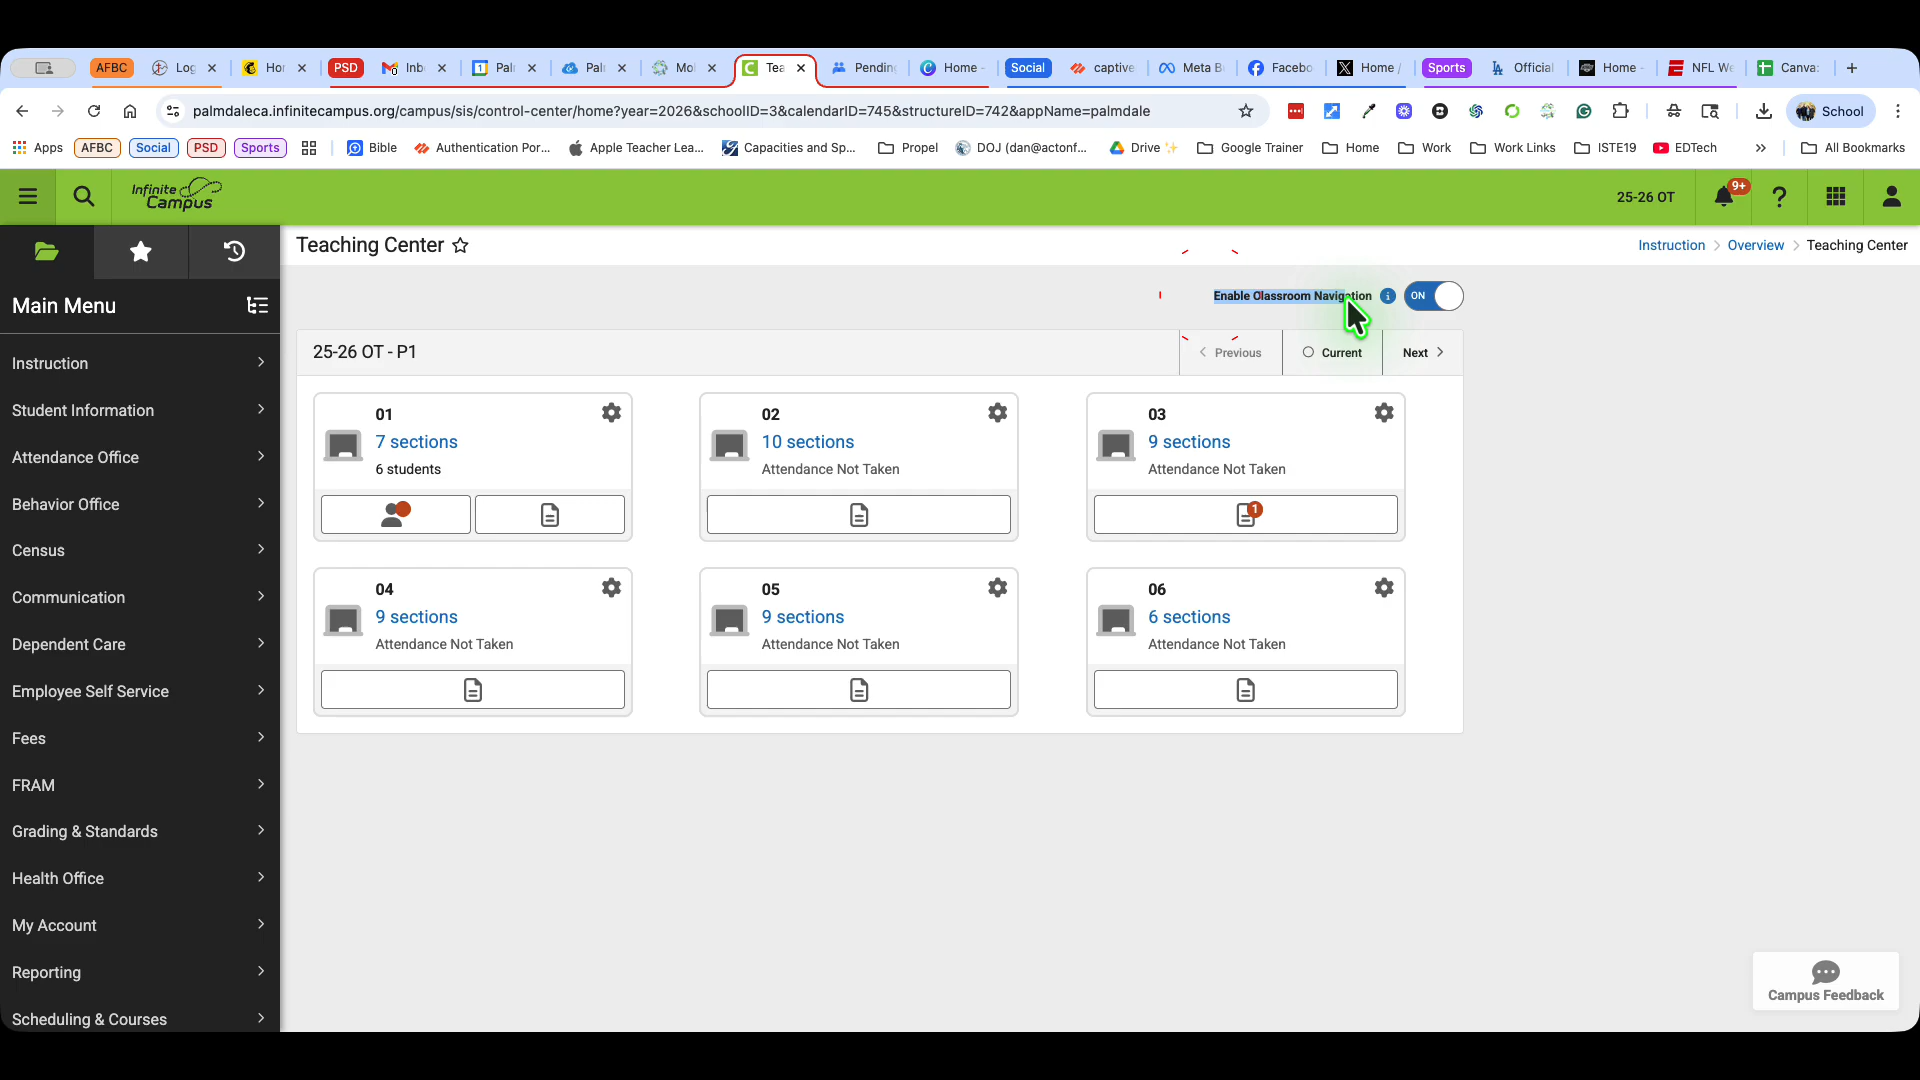 AFBC
Log
Hor
PSD
Inb
Pal
Pal
Mol
Tea
Pending
Home -
Social
captive
Meta B
Facebo
Home /
Sports
Official
Home -
NFL We
Canva:
palmdaleca.infinitecampus.org/campus/sis/control-center/home?year=2026&schoolID=3&calendarID=745&structureID=742&appName=palmdale
School
Apps
AFBC
Social
PSD
Sports
Bible
Authentication Por...
Apple Teacher Lea...
Capacities and Sp...
Propel
DOJ (dan@actonf...
Drive
Google Trainer
Home
Work
Work Links
ISTE19
EDTech
All Bookmarks
Infinite Campus
25-26 OT
9+
Teaching Center
Instruction > Overview > Teaching Center
Main Menu
Instruction
Student Information
Attendance Office
Behavior Office
Census
Communication
Dependent Care
Employee Self Service
Fees
FRAM
Grading & Standards
Health Office
My Account
Reporting
Scheduling & Courses
Enable Classroom Navigation
ON
25-26 OT - P1
Previous
Current
Next
01
7 sections
6 students
02
10 sections
Attendance Not Taken
03
9 sections
Attendance Not Taken
1
04
9 sections
Attendance Not Taken
05
9 sections
Attendance Not Taken
06
6 sections
Attendance Not Taken
Campus Feedback